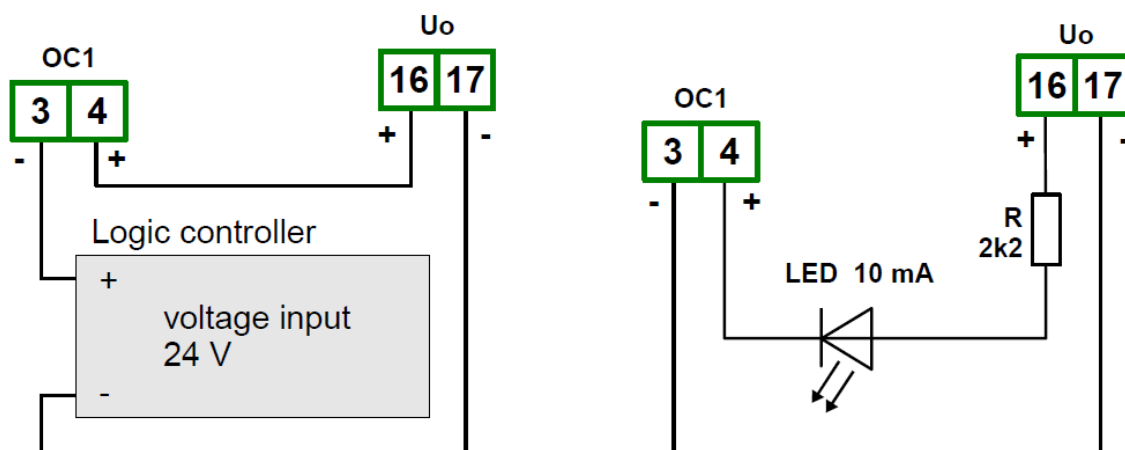 Uo
OC1
16 17
3 4
+ -
- +
Logic controller
+
voltage input
24 V
-
Uo
OC1
16 17
3 4
+ -
- +
R
2k2
LED 10 mA